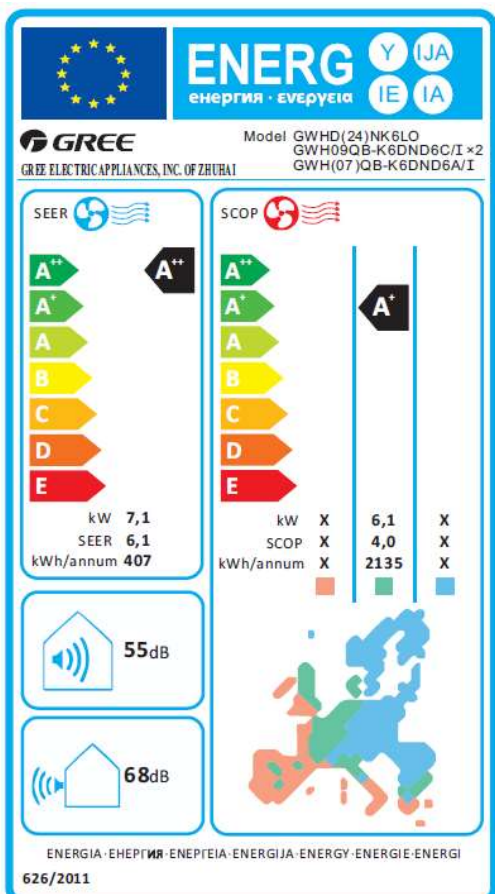 ENERG
енергия · ενεργεια
Y IJA
IE IA
GREE
GREE ELECTRIC APPLIANCES, INC. OF ZHUHAI
Model GWHD(24)NK6LO
GWH09QB-K6DND6C/I ×2
GWH(07)QB-K6DND6A/I
SEER
A++ A++
A+
A
B
C
D
E
kW 7,1
SEER 6,1
kWh/annum 407
SCOP
A++
A+ A+
A
B
C
D
E
kW X 6,1 X
SCOP X 4,0 X
kWh/annum X 2135 X
55dB
68dB
ENERGIA·ЕНЕРГИЯ·ΕΝΕΡΓΕΙΑ·ENERGIJA·ENERGY·ENERGIE·ENERGI
626/2011